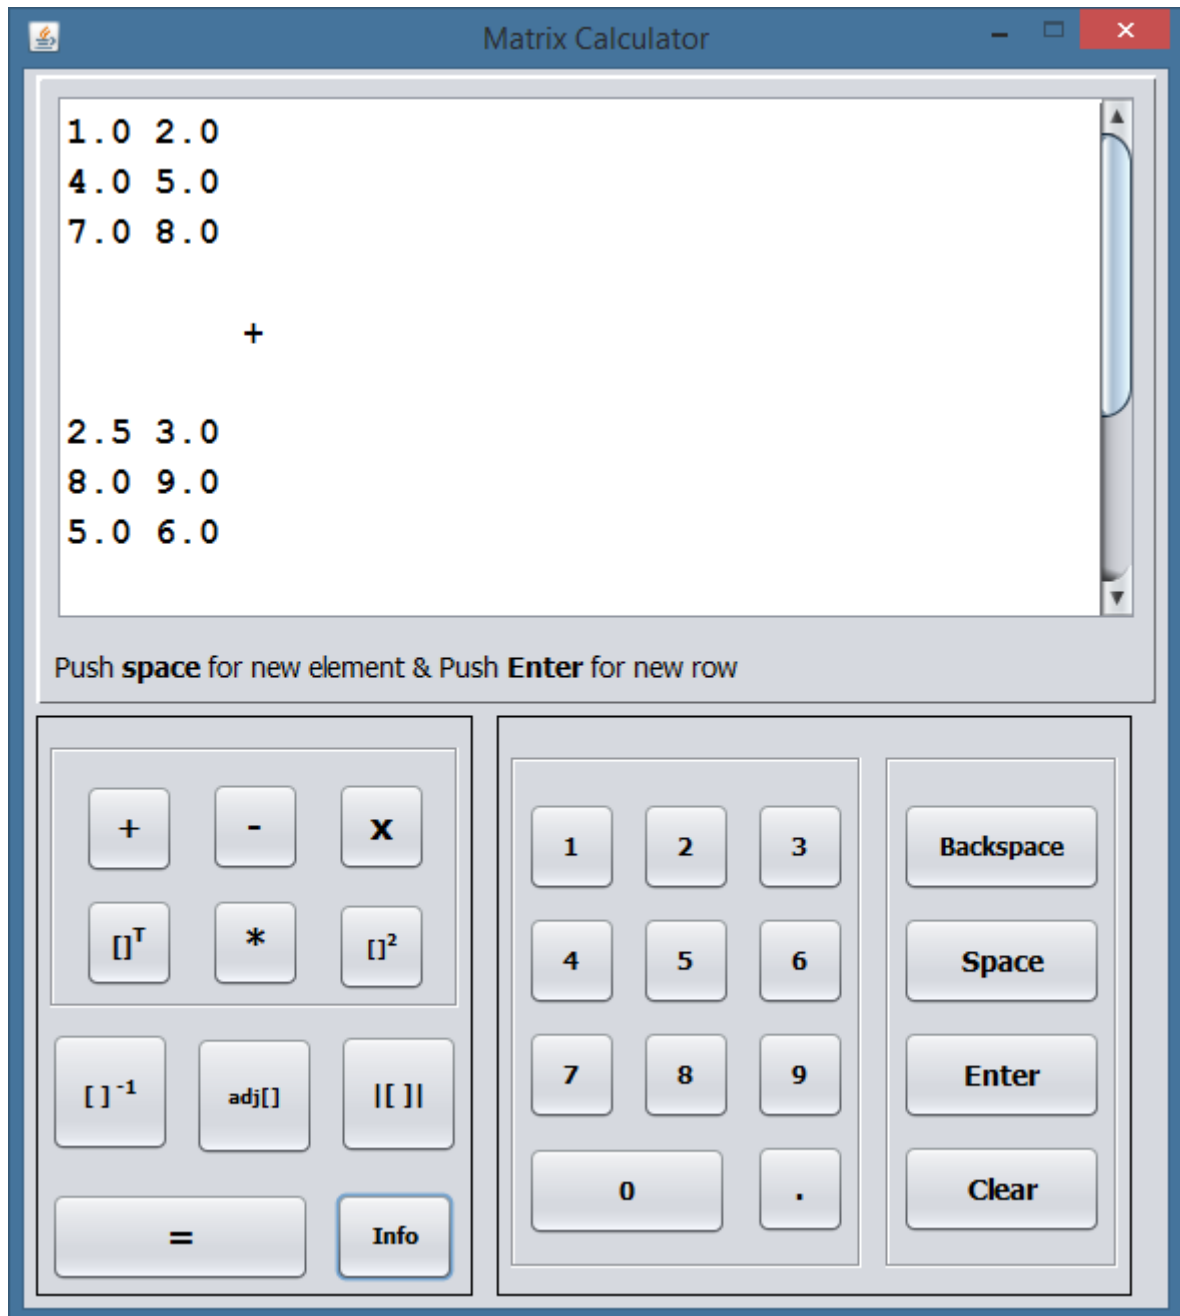 Matrix Calculator
1.0 2.0
4.0 5.0
7.0 8.0
+
2.5 3.0
8.0 9.0
5.0 6.0
Push space for new element & Push Enter for new row
+ - x
[]T * []2
[ ] -1 adj[] |[ ]|
= Info
1 2 3
4 5 6
7 8 9
0 .
Backspace
Space
Enter
Clear